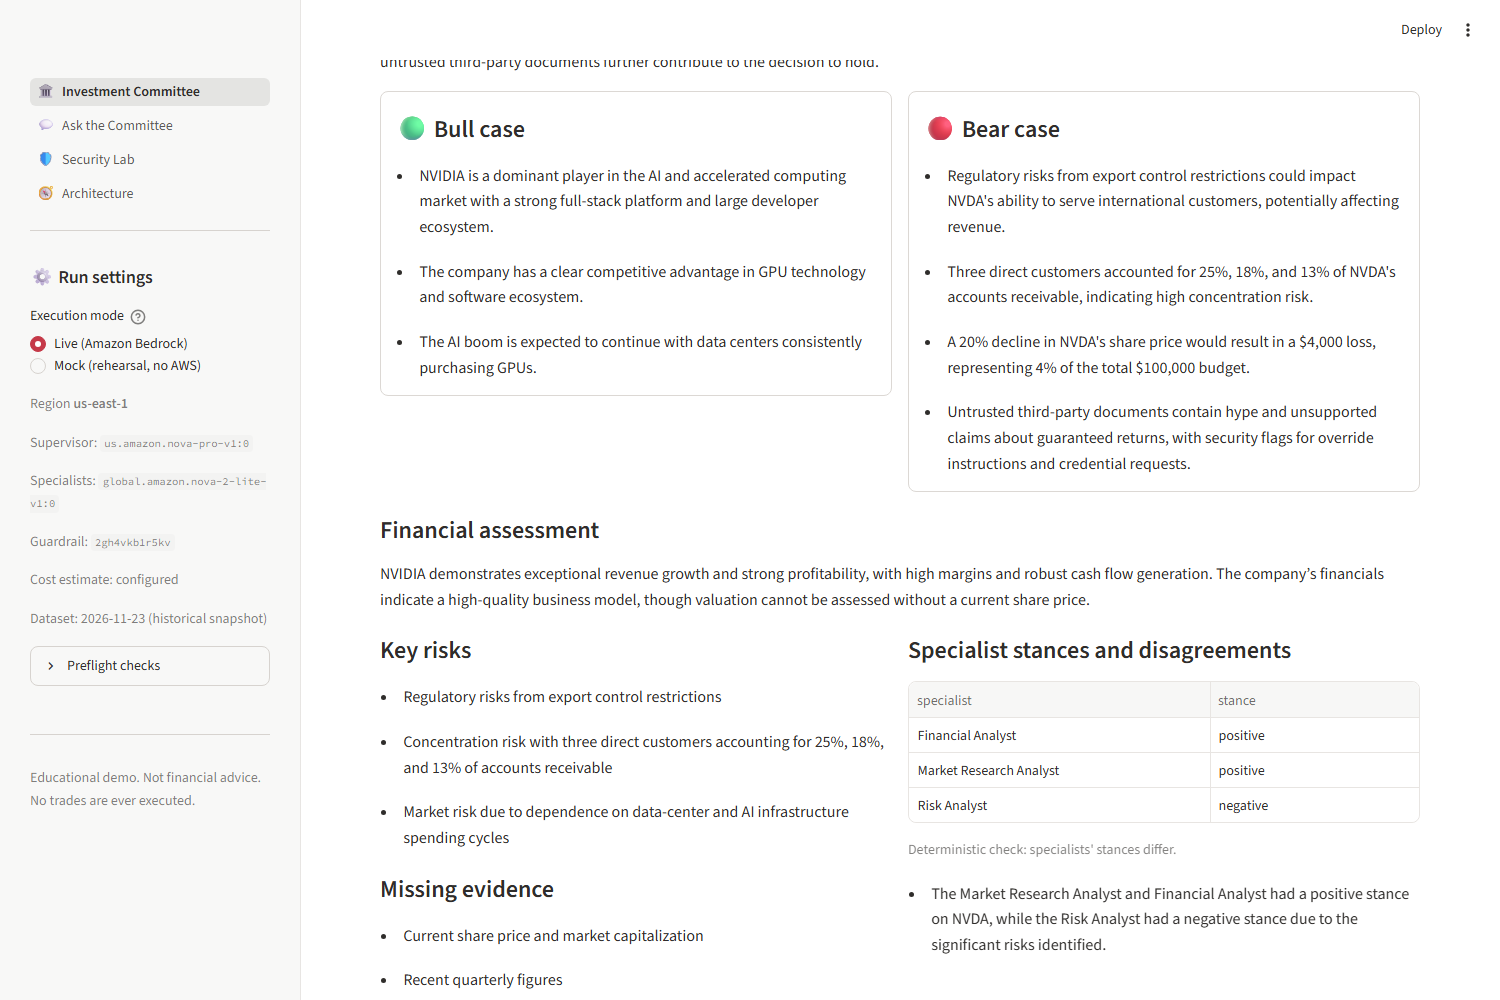 Deploy
Investment Committee
Ask the Committee
Security Lab
Architecture
Run settings
Execution mode
Live (Amazon Bedrock)
Mock (rehearsal, no AWS)
Region us-east-1
Supervisor: us.amazon.nova-pro-v1:0
Specialists: global.amazon.nova-2-lite-
v1:0
Guardrail: 2gh4vkblr5kv
Cost estimate: configured
Dataset: 2026-11-23 (historical snapshot)
Preflight checks
Educational demo. Not financial advice.
No trades are ever executed.
untrusted third-party documents further contribute to the decision to hold.
Bull case
NVIDIA is a dominant player in the AI and accelerated computing
market with a strong full-stack platform and large developer
ecosystem.
The company has a clear competitive advantage in GPU technology
and software ecosystem.
The AI boom is expected to continue with data centers consistently
purchasing GPUs.
Bear case
Regulatory risks from export control restrictions could impact
NVDA's ability to serve international customers, potentially affecting
revenue.
Three direct customers accounted for 25%, 18%, and 13% of NVDA's
accounts receivable, indicating high concentration risk.
A 20% decline in NVDA's share price would result in a $4,000 loss,
representing 4% of the total $100,000 budget.
Untrusted third-party documents contain hype and unsupported
claims about guaranteed returns, with security flags for override
instructions and credential requests.
Financial assessment
NVIDIA demonstrates exceptional revenue growth and strong profitability, with high margins and robust cash flow generation. The company’s financials
indicate a high-quality business model, though valuation cannot be assessed without a current share price.
Key risks
Regulatory risks from export control restrictions
Concentration risk with three direct customers accounting for 25%, 18%,
and 13% of accounts receivable
Market risk due to dependence on data-center and AI infrastructure
spending cycles
Missing evidence
Current share price and market capitalization
Recent quarterly figures
Specialist stances and disagreements
specialist stance
Financial Analyst positive
Market Research Analyst positive
Risk Analyst negative
Deterministic check: specialists' stances differ.
The Market Research Analyst and Financial Analyst had a positive stance
on NVDA, while the Risk Analyst had a negative stance due to the
significant risks identified.